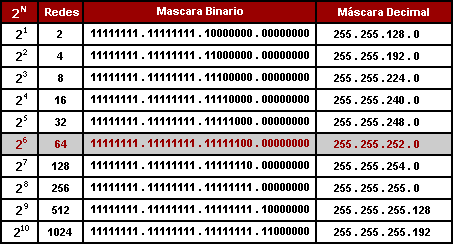 2^N Redes Mascara Binario Máscara Decimal
2^1 2 11111111 . 11111111 . 10000000 . 00000000 255 . 255 . 128 . 0
2^2 4 11111111 . 11111111 . 11000000 . 00000000 255 . 255 . 192 . 0
2^3 8 11111111 . 11111111 . 11100000 . 00000000 255 . 255 . 224 . 0
2^4 16 11111111 . 11111111 . 11110000 . 00000000 255 . 255 . 240 . 0
2^5 32 11111111 . 11111111 . 11111000 . 00000000 255 . 255 . 248 . 0
2^6 64 11111111 . 11111111 . 11111100 . 00000000 255 . 255 . 252 . 0
2^7 128 11111111 . 11111111 . 11111110 . 00000000 255 . 255 . 254 . 0
2^8 256 11111111 . 11111111 . 11111111 . 00000000 255 . 255 . 255 . 0
2^9 512 11111111 . 11111111 . 11111111 . 10000000 255 . 255 . 255 . 128
2^10 1024 11111111 . 11111111 . 11111111 . 11000000 255 . 255 . 255 . 192